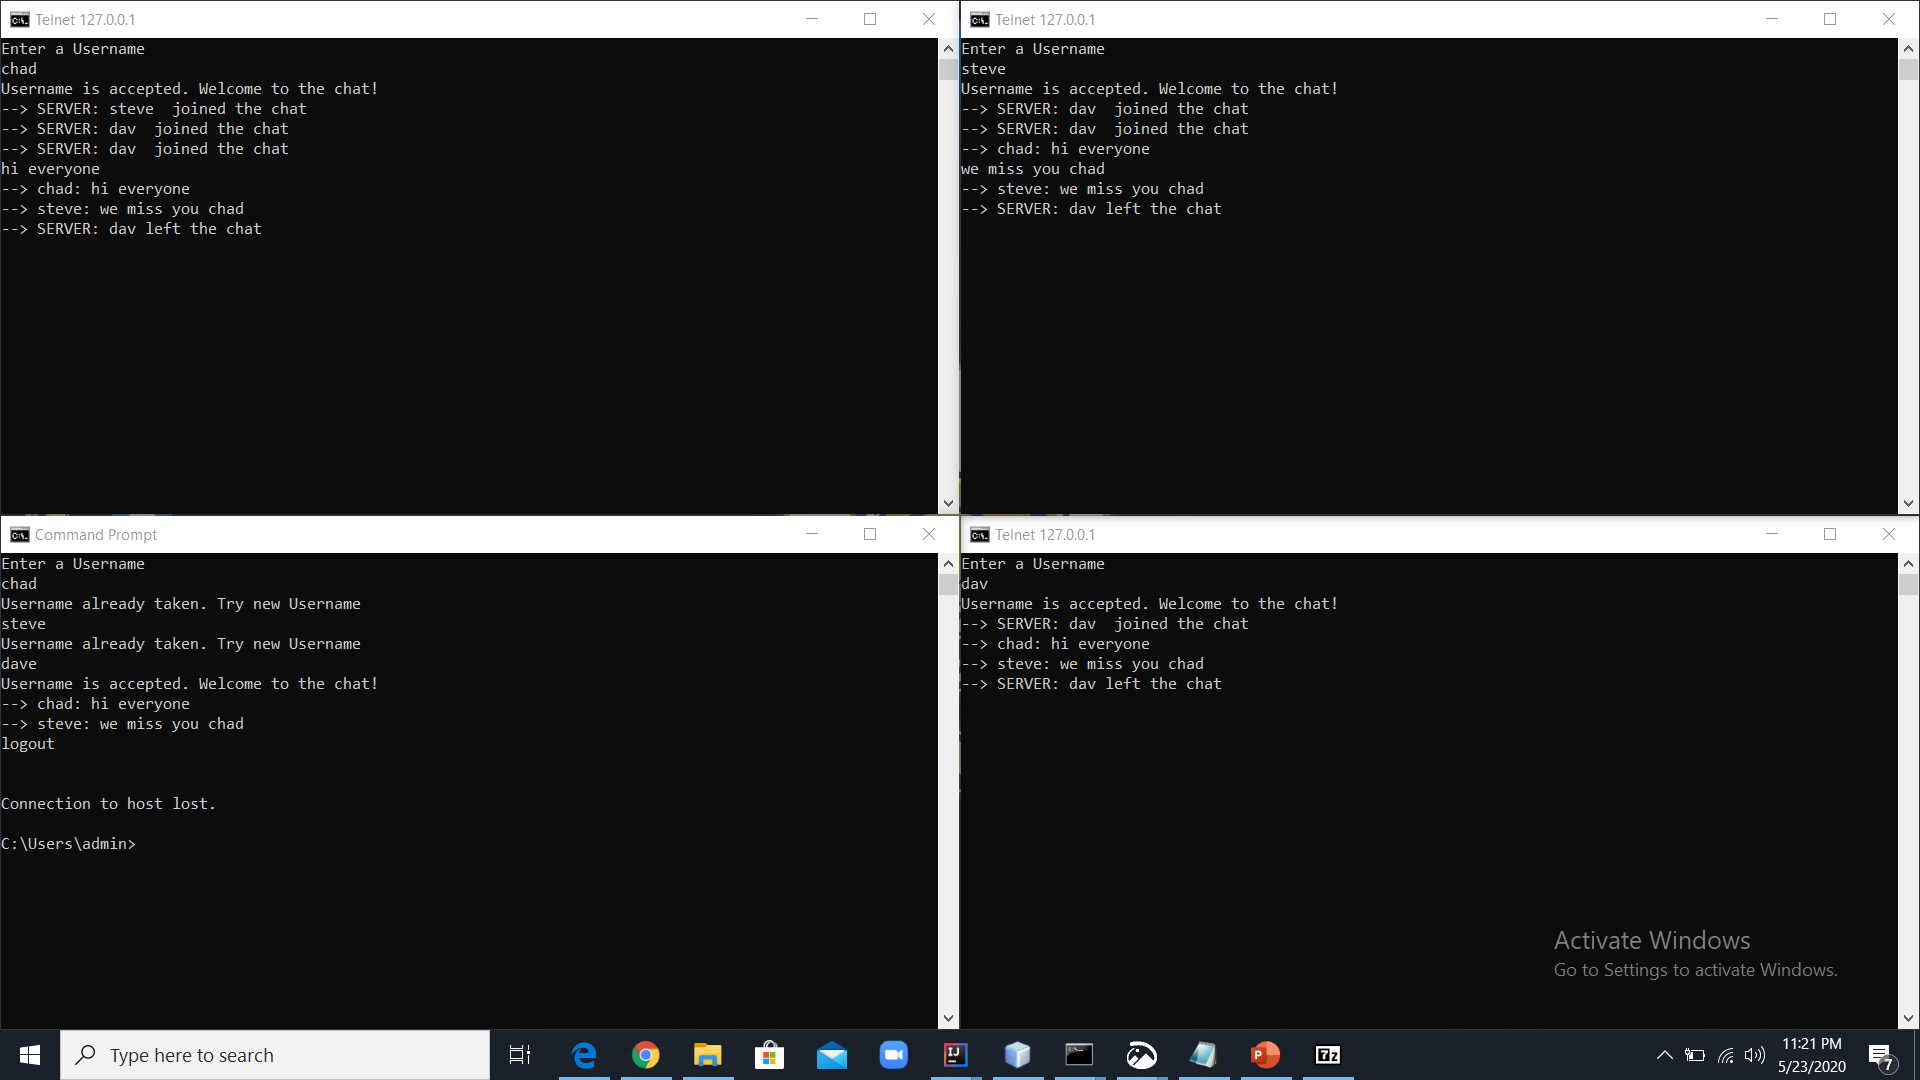 Telnet 127.0.0.1
Enter a Username
chad
Username is accepted. Welcome to the chat!
--> SERVER: steve  joined the chat
--> SERVER: dav  joined the chat
--> SERVER: dav  joined the chat
hi everyone
--> chad: hi everyone
--> steve: we miss you chad
--> SERVER: dav left the chat
Telnet 127.0.0.1
Enter a Username
steve
Username is accepted. Welcome to the chat!
--> SERVER: dav  joined the chat
--> SERVER: dav  joined the chat
--> chad: hi everyone
we miss you chad
--> steve: we miss you chad
--> SERVER: dav left the chat
Command Prompt
Enter a Username
chad
Username already taken. Try new Username
steve
Username already taken. Try new Username
dave
Username is accepted. Welcome to the chat!
--> chad: hi everyone
--> steve: we miss you chad
logout
Connection to host lost.
C:\Users\admin>
Telnet 127.0.0.1
Enter a Username
dav
Username is accepted. Welcome to the chat!
--> SERVER: dav  joined the chat
--> chad: hi everyone
--> steve: we miss you chad
--> SERVER: dav left the chat
Activate Windows
Go to Settings to activate Windows.
Type here to search
IJ
P
7z
11:21 PM
5/23/2020
7